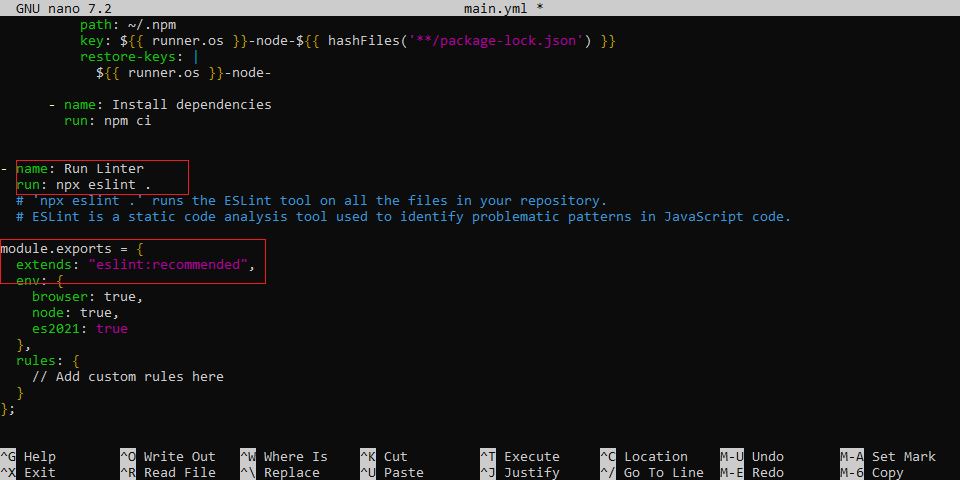 GNU nano 7.2 main.yml *
path: ~/.npm
key: ${{ runner.os }}-node-${{ hashFiles('**/package-lock.json') }}
restore-keys: |
${{ runner.os }}-node-
- name: Install dependencies
run: npm ci
- name: Run Linter
run: npx eslint .
# 'npx eslint .' runs the ESLint tool on all the files in your repository.
# ESLint is a static code analysis tool used to identify problematic patterns in JavaScript code.
module.exports = {
extends: "eslint:recommended",
env: {
browser: true,
node: true,
es2021: true
},
rules: {
// Add custom rules here
}
};
^G Help ^O Write Out ^W Where Is ^K Cut ^T Execute ^C Location M-U Undo M-A Set Mark
^X Exit ^R Read File ^\ Replace ^U Paste ^J Justify ^/ Go To Line M-E Redo M-6 Copy